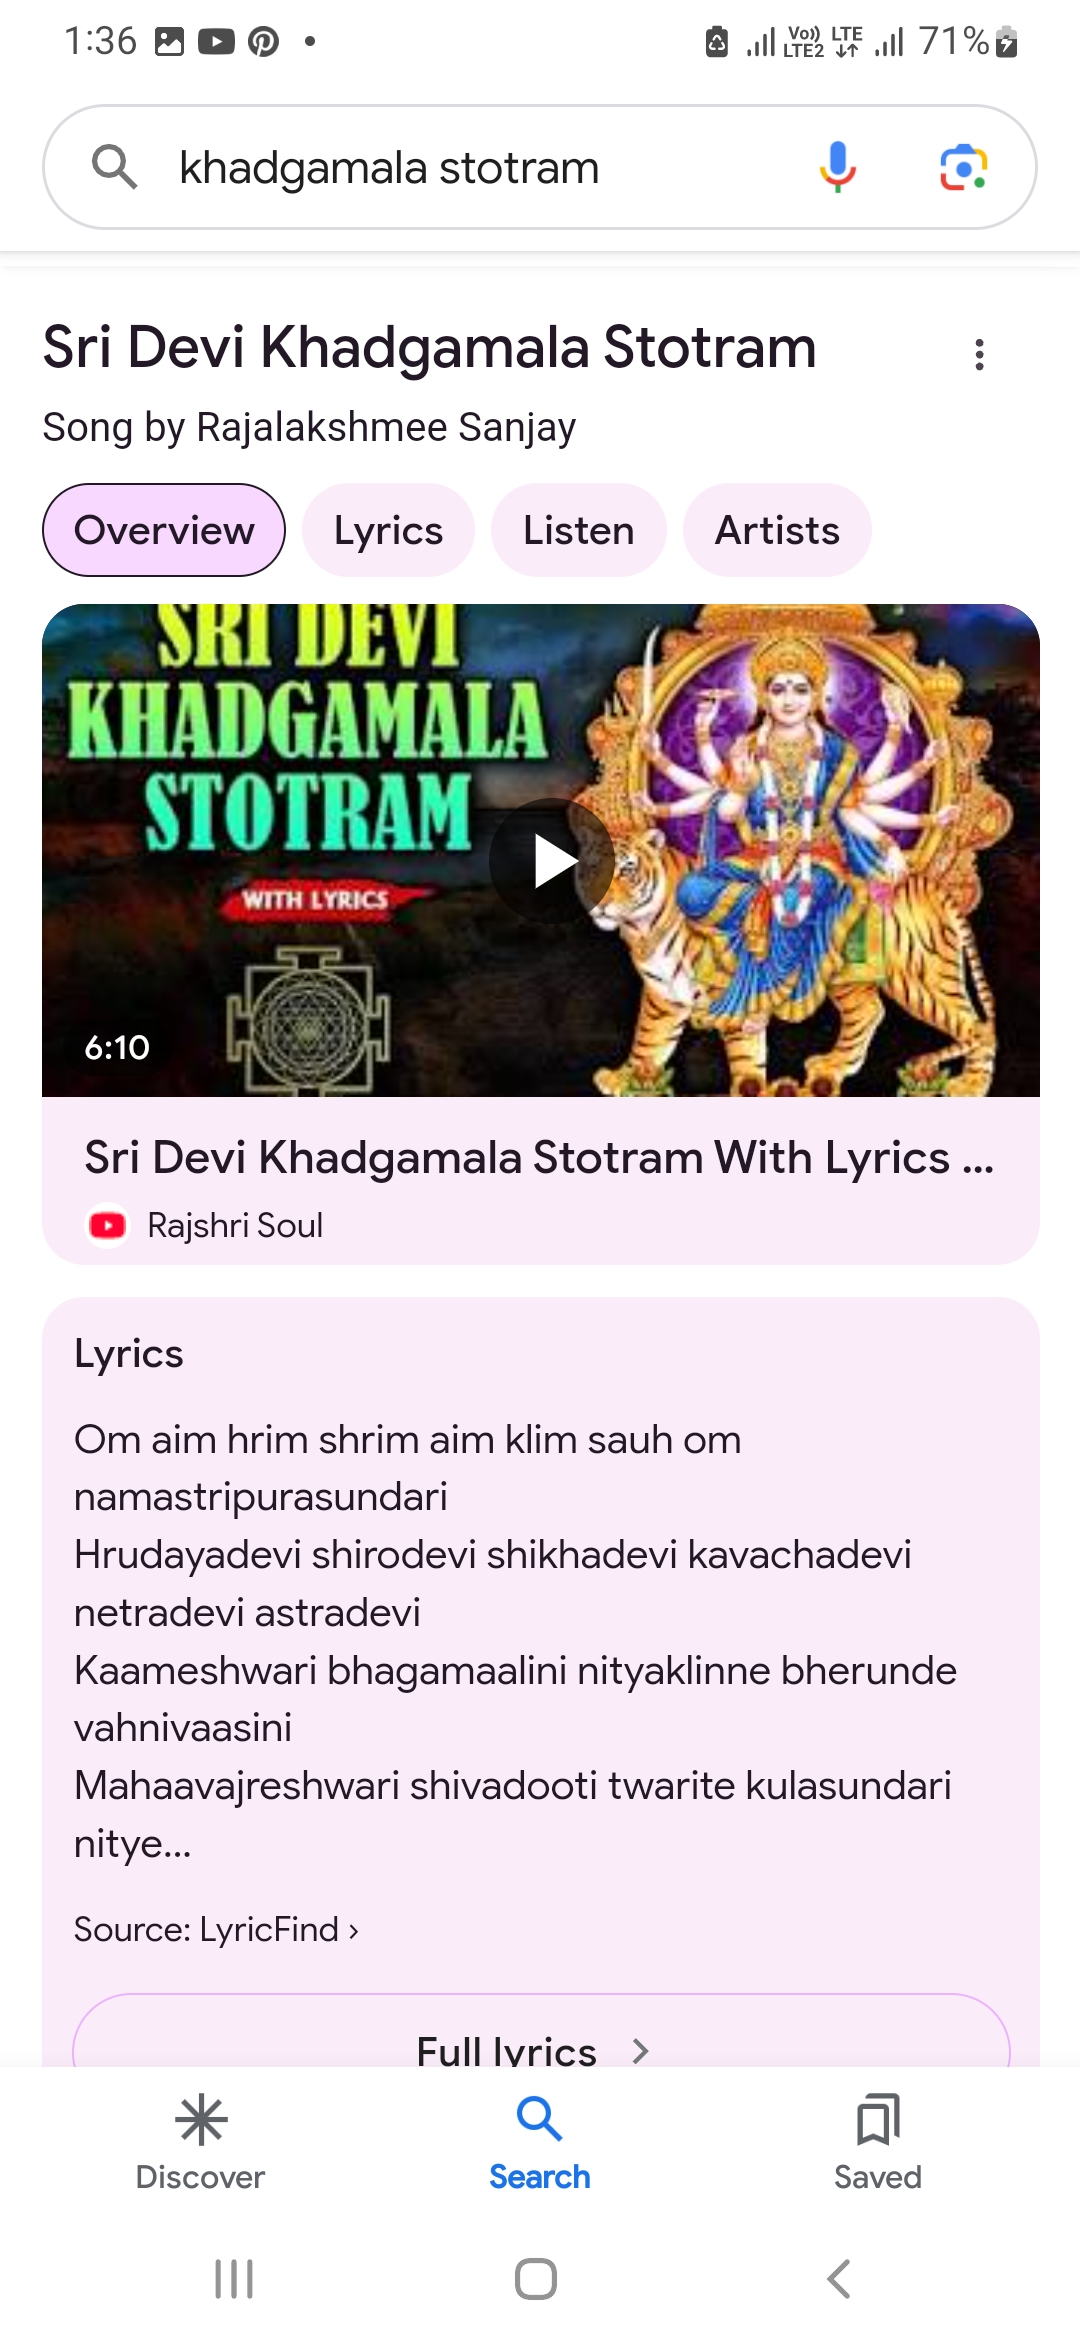 1:36
Vo)) LTE2 LTE 71%
khadgamala stotram
Sri Devi Khadgamala Stotram
Song by Rajalakshmee Sanjay
Overview Lyrics Listen Artists
SRI DEVI
KHADGAMALA
STOTRAM
WITH LYRICS
6:10
Sri Devi Khadgamala Stotram With Lyrics ...
Rajshri Soul
Lyrics
Om aim hrim shrim aim klim sauh om
namastripurasundari
Hrudayadevi shirodevi shikhadevi kavachadevi
netradevi astradevi
Kaameshwari bhagamaalini nityaklinne bherunde
vahnivaasini
Mahaavajreshwari shivadooti twarite kulasundari
nitye...
Source: LyricFind ›
Full lyrics
Discover Search Saved